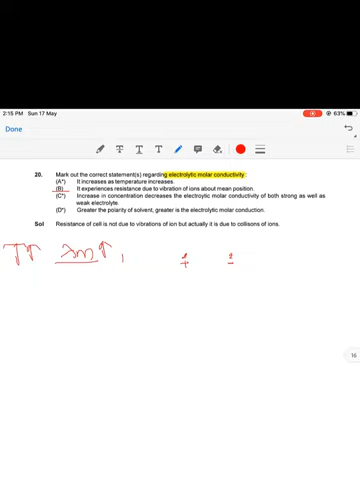 2:15 PM Sun 17 May
63%
Done
20. Mark out the correct statement(s) regarding electrolytic molar conductivity
(A*) It increases as temperature increases.
(B) It experiences resistance due to vibration of ions about mean position.
(C*) Increase in concentration decreases the electroyic molar conductivity of both strong as well as
weak electrolyte.
(D*) Greater the polarity of solvent, greater is the electrolytic molar conduction.
Sol Resistance of cell is not due to vibrations of ion but actually it is due to collisons of ions.
T↑ λm↑,
+ -
16